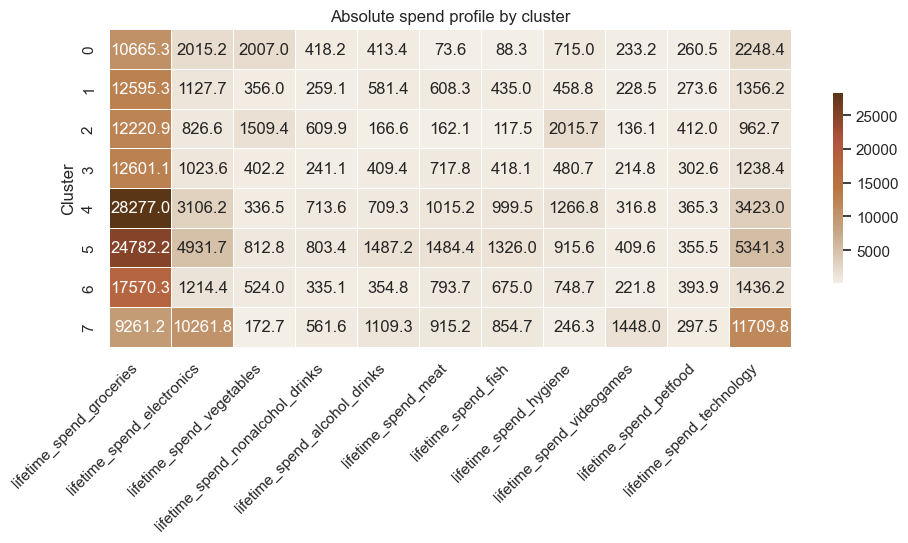 Absolute spend profile by cluster
Cluster
0 10665.3 2015.2 2007.0 418.2 413.4 73.6 88.3 715.0 233.2 260.5 2248.4
1 12595.3 1127.7 356.0 259.1 581.4 608.3 435.0 458.8 228.5 273.6 1356.2
2 12220.9 826.6 1509.4 609.9 166.6 162.1 117.5 2015.7 136.1 412.0 962.7
3 12601.1 1023.6 402.2 241.1 409.4 717.8 418.1 480.7 214.8 302.6 1238.4
4 28277.0 3106.2 336.5 713.6 709.3 1015.2 999.5 1266.8 316.8 365.3 3423.0
5 24782.2 4931.7 812.8 803.4 1487.2 1484.4 1326.0 915.6 409.6 355.5 5341.3
6 17570.3 1214.4 524.0 335.1 354.8 793.7 675.0 748.7 221.8 393.9 1436.2
7 9261.2 10261.8 172.7 561.6 1109.3 915.2 854.7 246.3 1448.0 297.5 11709.8
lifetime_spend_groceries
lifetime_spend_electronics
lifetime_spend_vegetables
lifetime_spend_nonalcohol_drinks
lifetime_spend_alcohol_drinks
lifetime_spend_meat
lifetime_spend_fish
lifetime_spend_hygiene
lifetime_spend_videogames
lifetime_spend_petfood
lifetime_spend_technology
25000
20000
15000
10000
5000